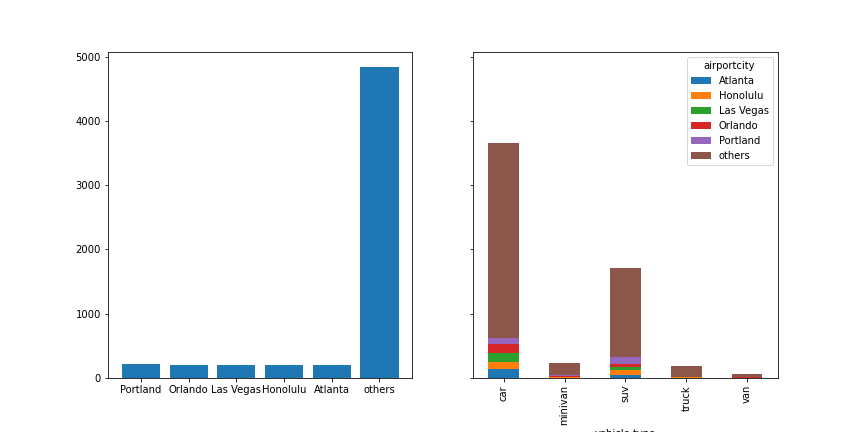 5000
4000
3000
2000
1000
0
Portland Orlando Las Vegas Honolulu Atlanta others
airportcity
Atlanta
Honolulu
Las Vegas
Orlando
Portland
others
car
minivan
suv
truck
van